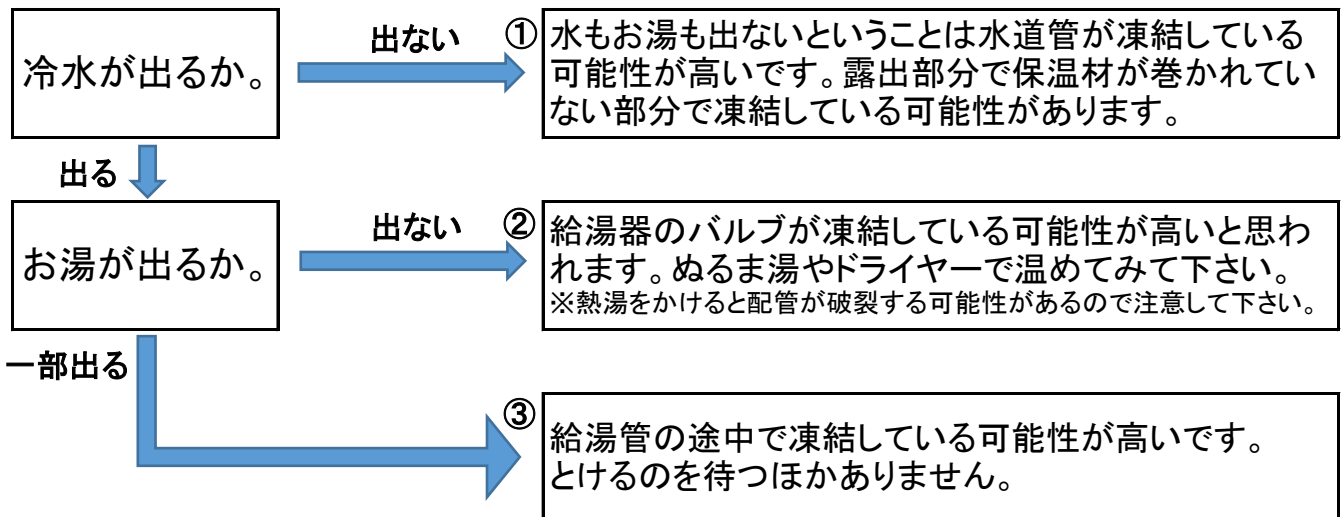 冷水が出るか。
出ない
①
水もお湯も出ないということは水道管が凍結している
可能性が高いです。露出部分で保温材が巻かれてい
ない部分で凍結している可能性があります。
出る
お湯が出るか。
出ない
②
給湯器のバルブが凍結している可能性が高いと思わ
れます。ぬるま湯やドライヤーで温めてみて下さい。
※熱湯をかけると配管が破裂する可能性があるので注意して下さい。
一部出る
③
給湯管の途中で凍結している可能性が高いです。
とけるのを待つほかありません。